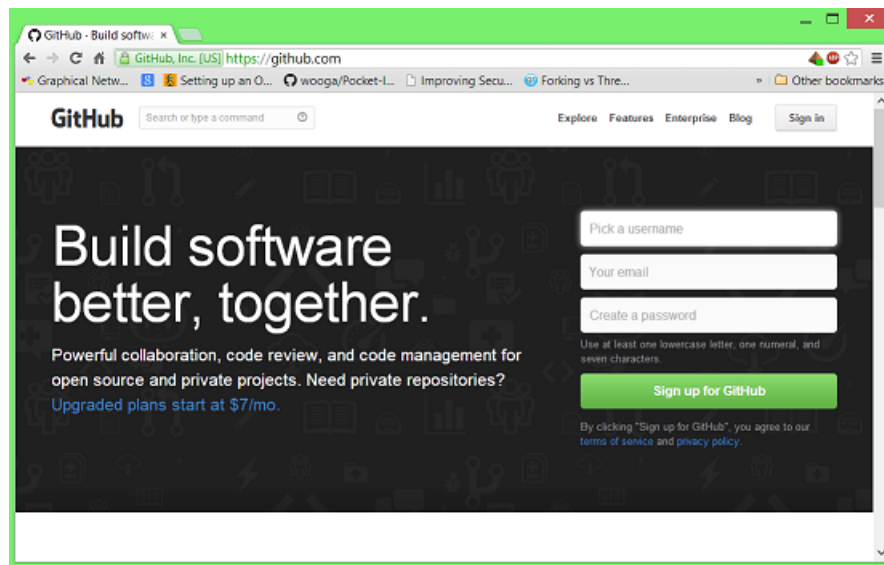 GitHub · Build softwa
GitHub, Inc. [US] https://github.com
Graphical Netw... Setting up an O... wooga/Pocket-I... Improving Secu... Forking vs Thre... » Other bookmarks
GitHub Search or type a command Explore Features Enterprise Blog Sign in
Build software
better, together.
Powerful collaboration, code review, and code management for
open source and private projects. Need private repositories?
Upgraded plans start at $7/mo.
Pick a username
Your email
Create a password
Use at least one lowercase letter, one numeral, and
seven characters.
Sign up for GitHub
By clicking "Sign up for GitHub", you agree to our
terms of service and privacy policy.